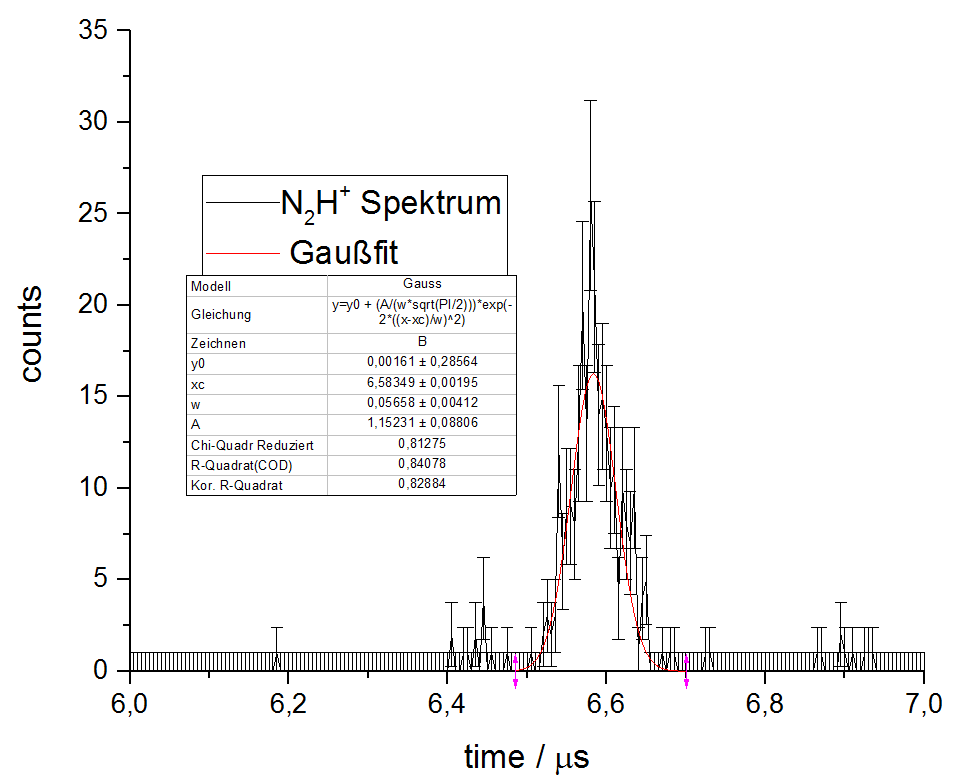 35
30
25
20
15
10
5
0
counts
N2H+ Spektrum
Gaußfit
Modell Gauss
Gleichung y=y0 + (A/(w*sqrt(PI/2)))*exp(-
2*((x-xc)/w)^2)
Zeichnen B
y0 0,00161 ± 0,28564
xc 6,58349 ± 0,00195
w 0,05658 ± 0,00412
A 1,15231 ± 0,08806
Chi-Quadr Reduziert 0,81275
R-Quadrat(COD) 0,84078
Kor. R-Quadrat 0,82884
6,0 6,2 6,4 6,6 6,8 7,0
time / μs